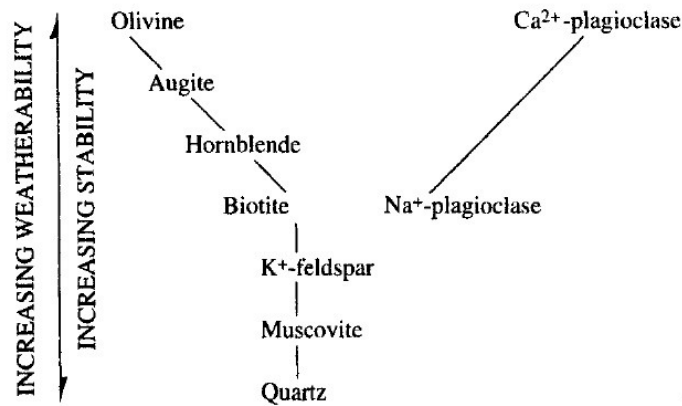 Olivine
Ca²⁺-plagioclase
Augite
Hornblende
Biotite
Na⁺-plagioclase
K⁺-feldspar
Muscovite
Quartz
INCREASING WEATHERABILITY
INCREASING STABILITY